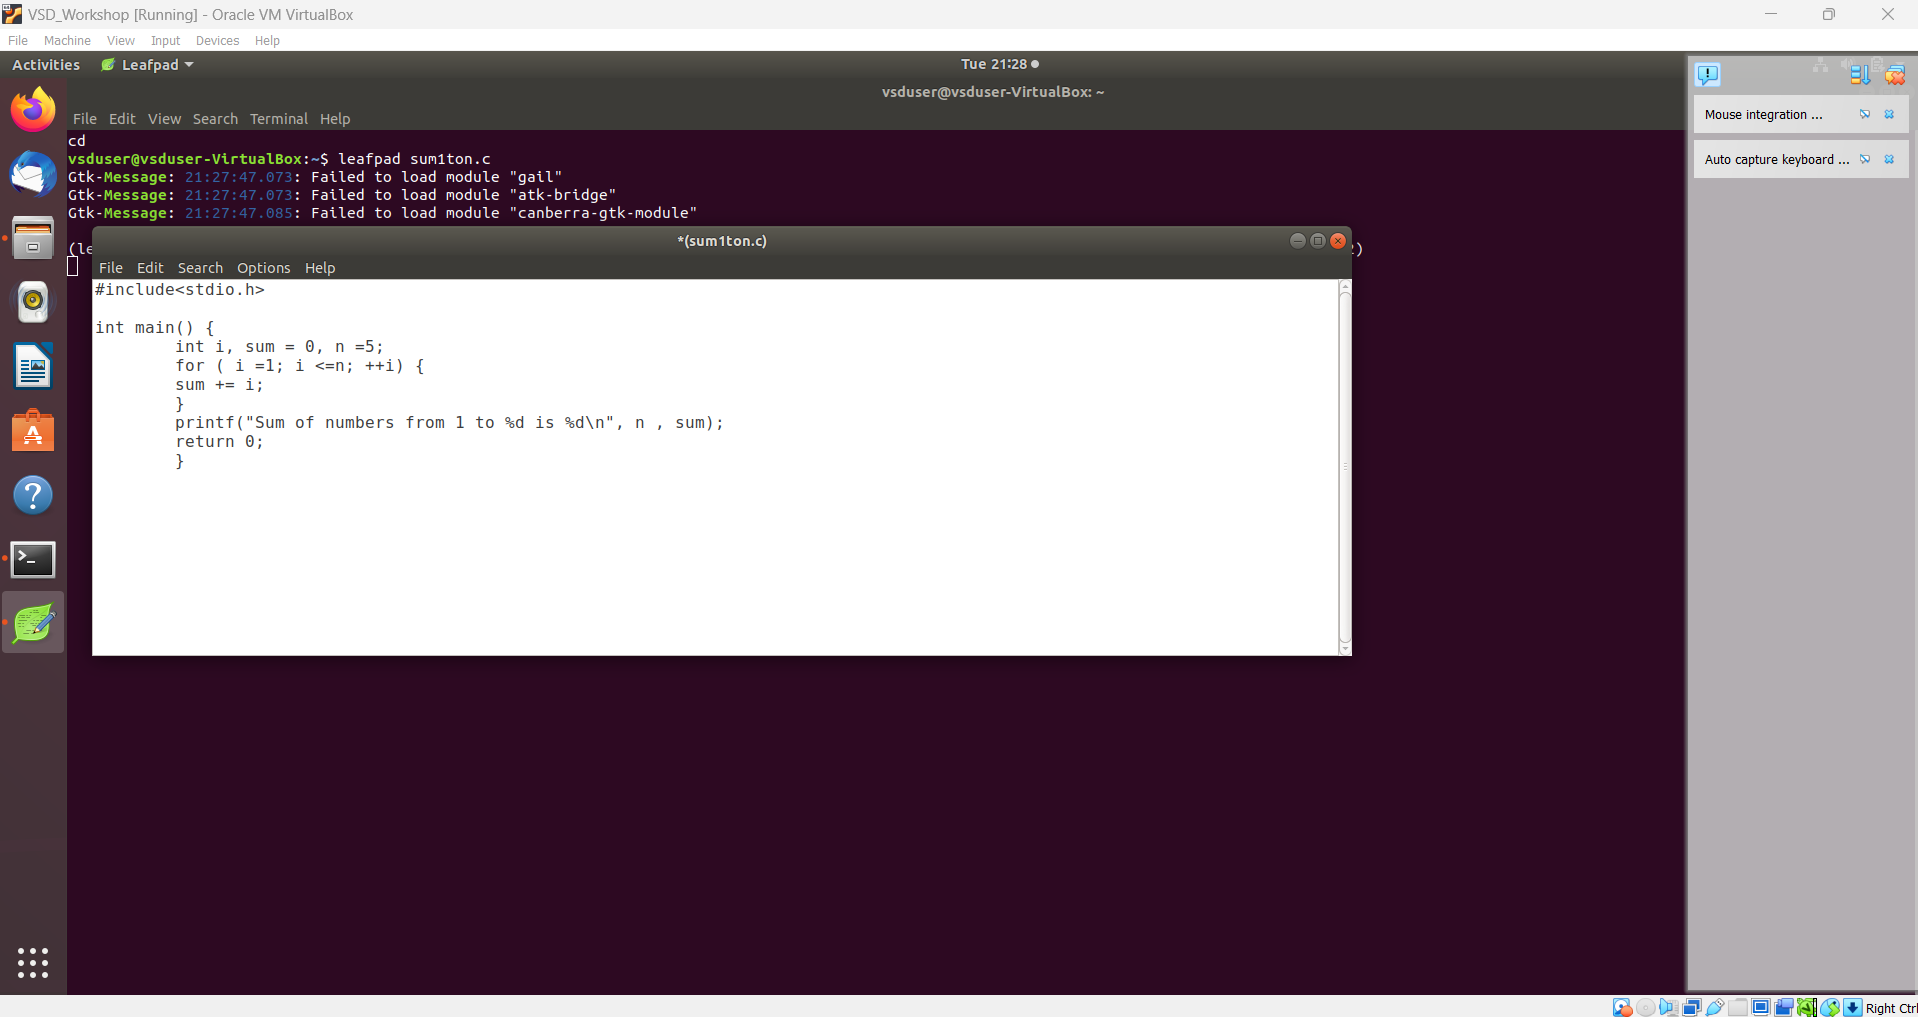 VSD_Workshop [Running] - Oracle VM VirtualBox
File Machine View Input Devices Help
Activities Leafpad Tue 21:28
vsduser@vsduser-VirtualBox: ~
File Edit View Search Terminal Help
cd
vsduser@vsduser-VirtualBox:~$ leafpad sum1ton.c
Gtk-Message: 21:27:47.073: Failed to load module "gail"
Gtk-Message: 21:27:47.073: Failed to load module "atk-bridge"
Gtk-Message: 21:27:47.085: Failed to load module "canberra-gtk-module"
*(sum1ton.c)
File Edit Search Options Help
#include<stdio.h>
int main() {
int i, sum = 0, n =5;
for ( i =1; i <=n; ++i) {
sum += i;
}
printf("Sum of numbers from 1 to %d is %d\n", n , sum);
return 0;
}
Mouse integration ...
Auto capture keyboard ...
Right Ctrl